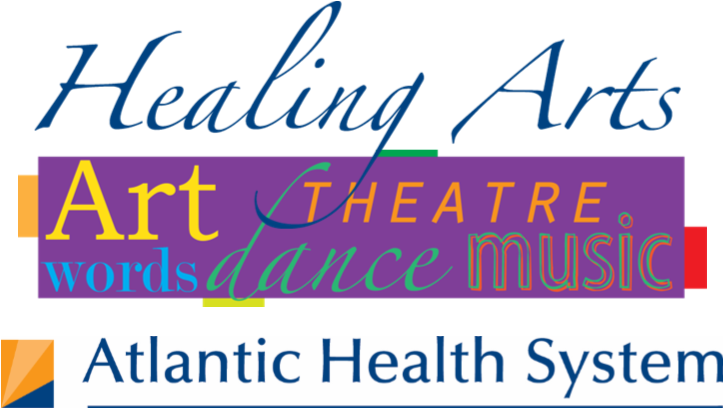 Healing Arts
Art THEATRE
words dance music
Atlantic Health System